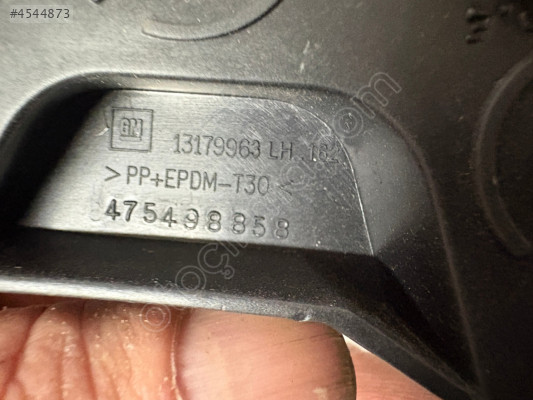 #4544873
GM
13179963 LH 162
>PP+EPDM-T30<
475498858